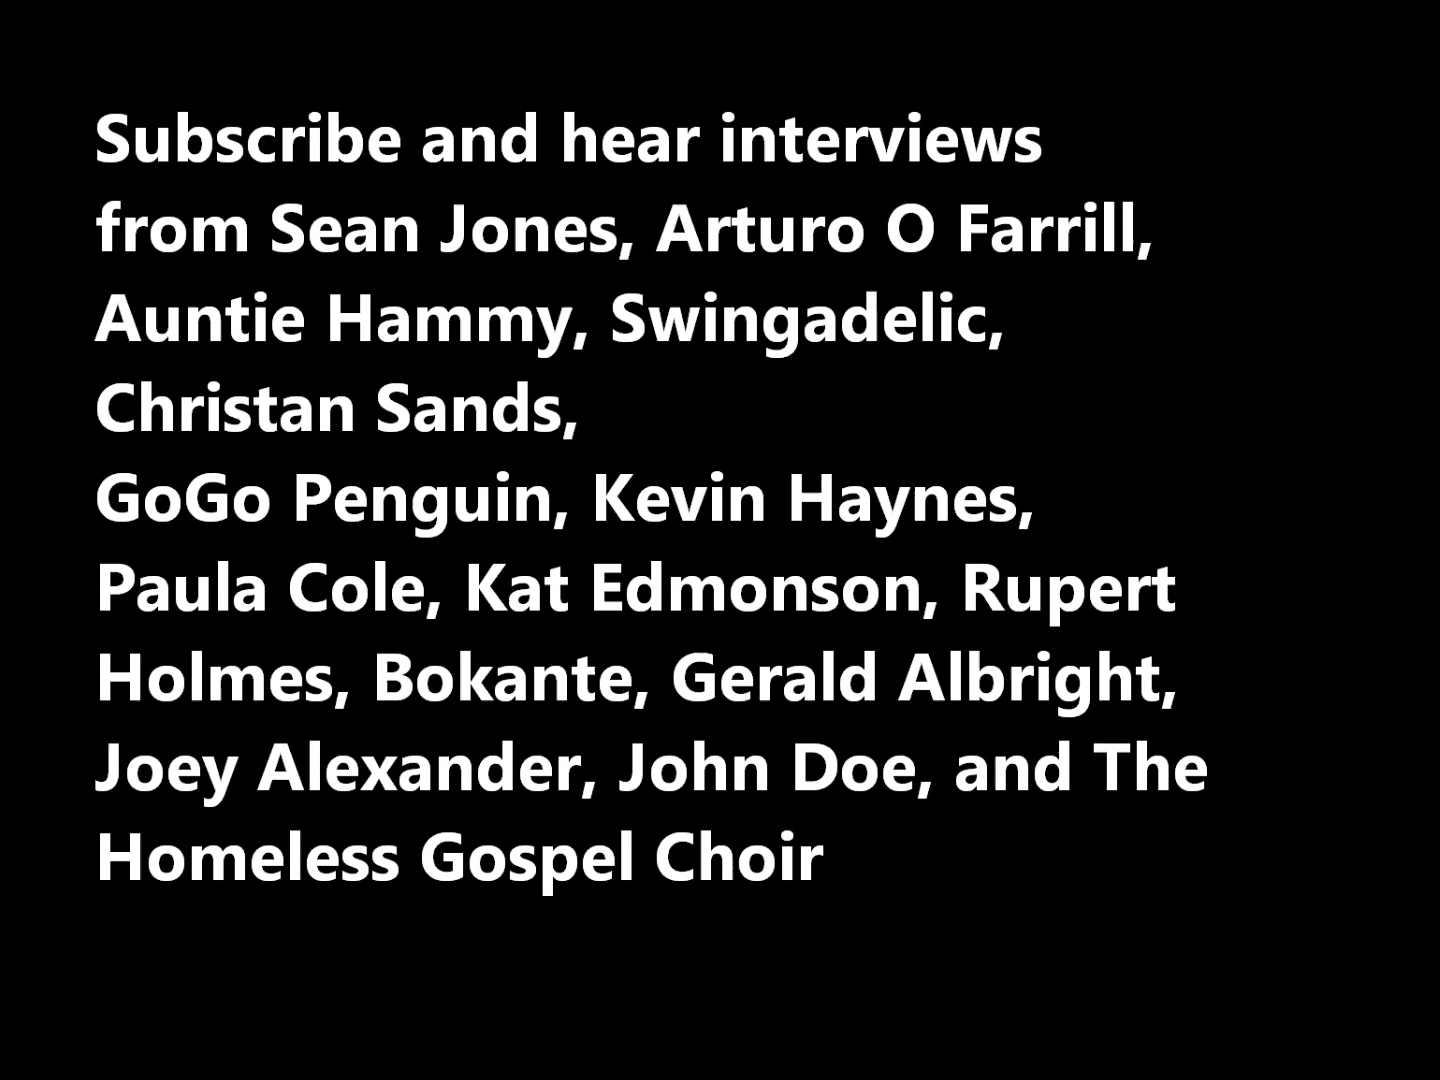 Subscribe and hear interviews
from Sean Jones, Arturo O Farrill,
Auntie Hammy, Swingadelic,
Christan Sands,
GoGo Penguin, Kevin Haynes,
Paula Cole, Kat Edmonson, Rupert
Holmes, Bokante, Gerald Albright,
Joey Alexander, John Doe, and The
Homeless Gospel Choir